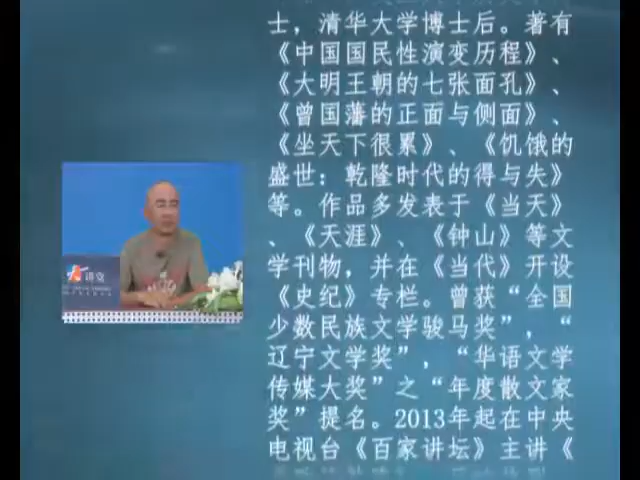 士，清华大学博士后。著有
《中国国民性演变历程》、
《大明王朝的七张面孔》、
《曾国藩的正面与侧面》、
《坐天下很累》、《饥饿的
盛世：乾隆时代的得与失》
等。作品多发表于《当天》
、《天涯》、《钟山》等文
学刊物，并在《当代》开设
《史纪》专栏。曾获“全国
少数民族文学骏马奖”，“
辽宁文学奖”，“华语文学
传媒大奖”之“年度散文家
奖”提名。2013年起在中央
电视台《百家讲坛》主讲《
讲堂